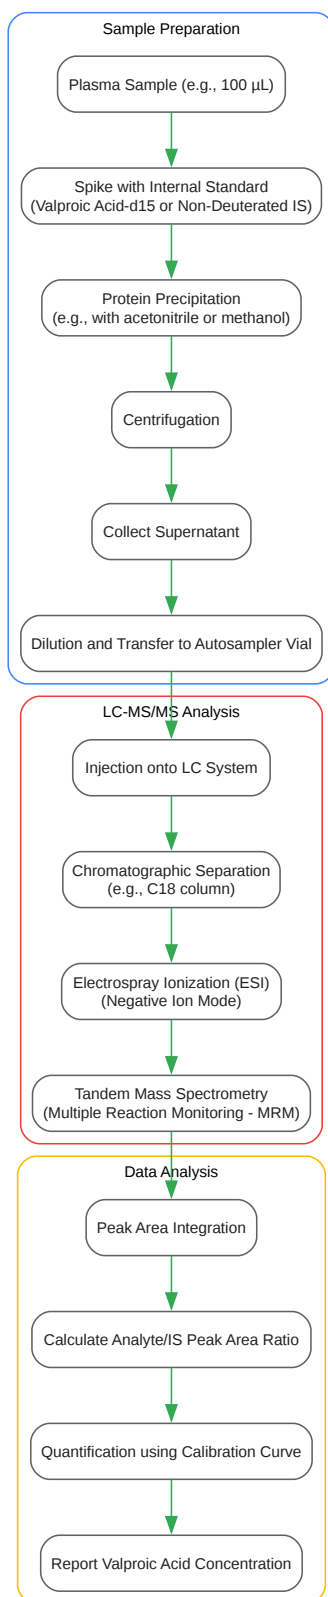 Sample Preparation
Plasma Sample (e.g., 100 µL)
Spike with Internal Standard
(Valproic Acid-d15 or Non-Deuterated IS)
Protein Precipitation
(e.g., with acetonitrile or methanol)
Centrifugation
Collect Supernatant
Dilution and Transfer to Autosampler Vial
LC-MS/MS Analysis
Injection onto LC System
Chromatographic Separation
(e.g., C18 column)
Electrospray Ionization (ESI)
(Negative Ion Mode)
Tandem Mass Spectrometry
(Multiple Reaction Monitoring - MRM)
Data Analysis
Peak Area Integration
Calculate Analyte/IS Peak Area Ratio
Quantification using Calibration Curve
Report Valproic Acid Concentration